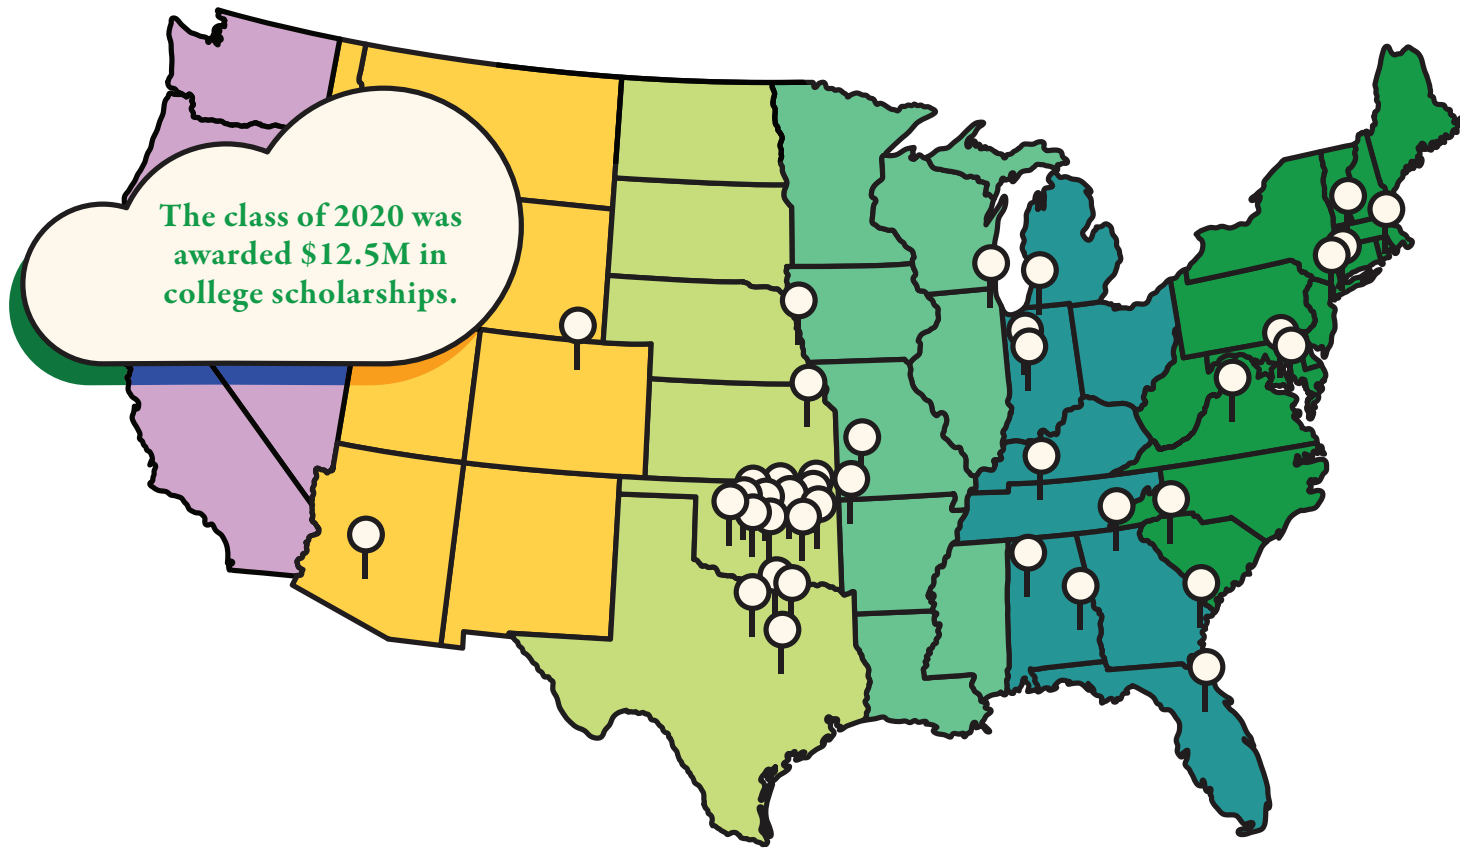 The class of 2020 was
awarded $12.5M in
college scholarships.